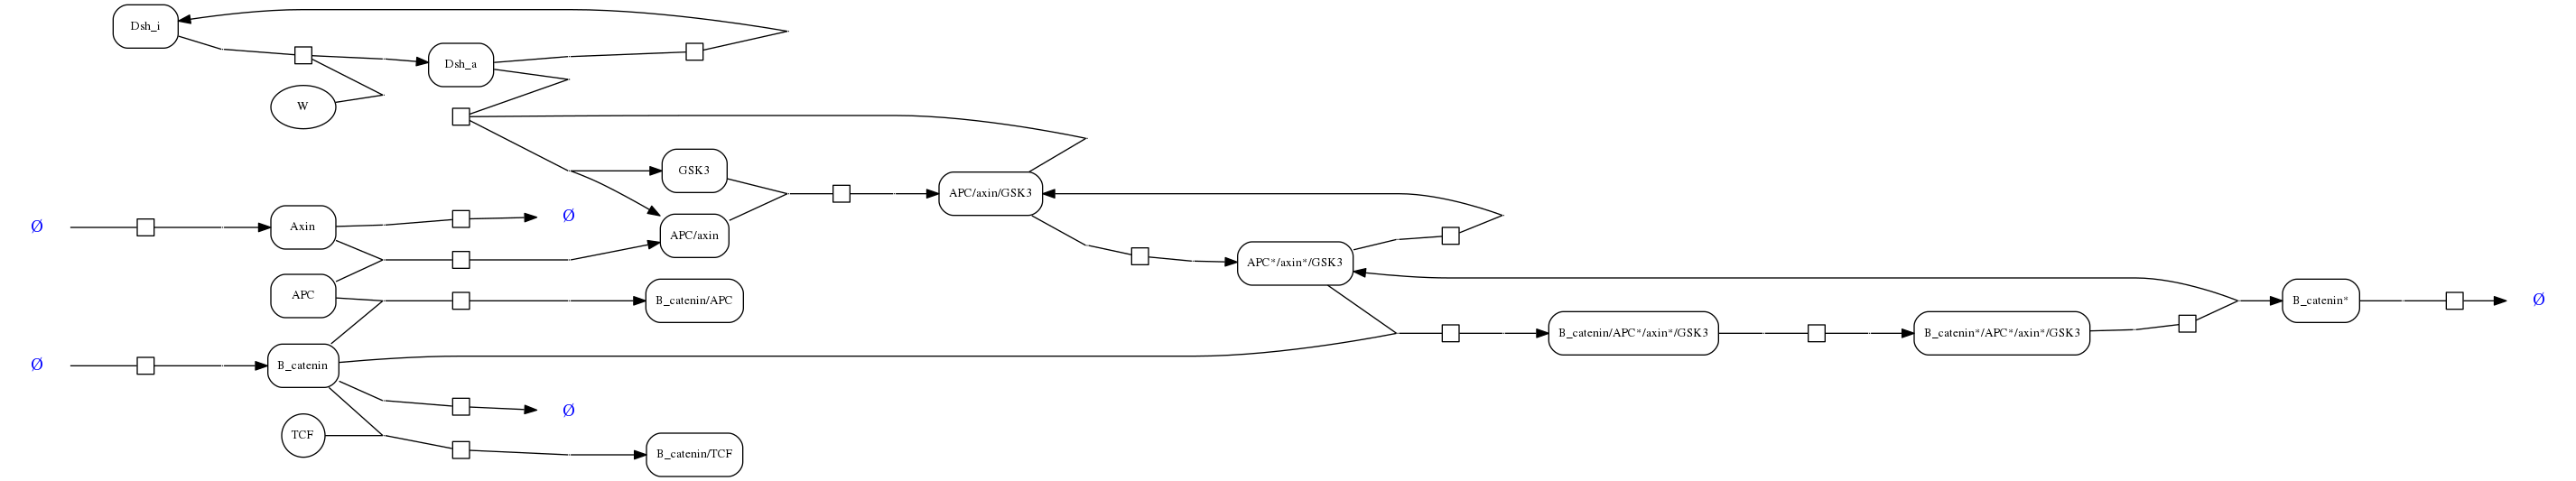 Dsh_i
Dsh_a
W
GSK3
APC/axin/GSK3
Ø
Axin
Ø
APC/axin
APC*/axin*/GSK3
APC
B_catenin/APC
B_catenin*
Ø
B_catenin/APC*/axin*/GSK3
B_catenin*/APC*/axin*/GSK3
Ø
B_catenin
Ø
TCF
B_catenin/TCF